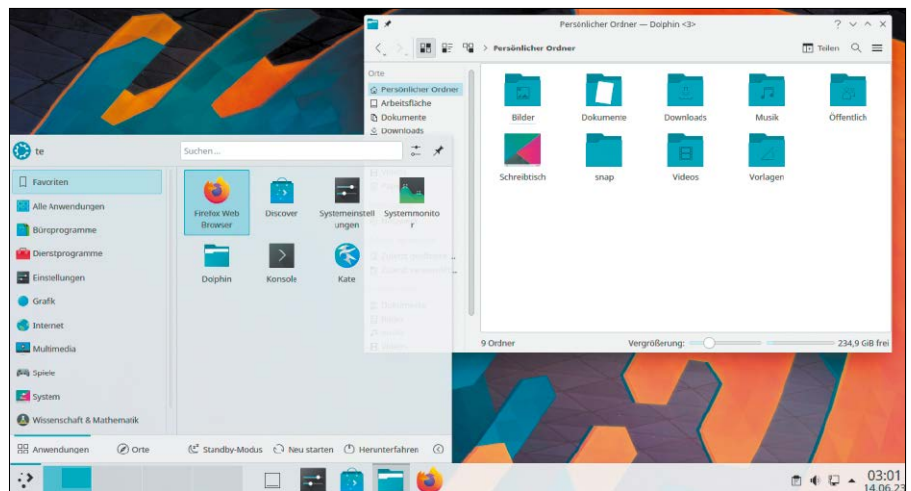 Persönlicher Ordner — Dolphin <3>
Persönlicher Ordner
Teilen
Orte
Persönlicher Ordner
Arbeitsfläche
Dokumente
Downloads
Bilder
Dokumente
Downloads
Musik
Öffentlich
Schreibtisch
snap
Videos
Vorlagen
9 Ordner
Vergrößerung:
234,9 GiB frei
te
Suchen...
Favoriten
Alle Anwendungen
Büroprogramme
Dienstprogramme
Einstellungen
Grafik
Internet
Multimedia
Spiele
System
Wissenschaft & Mathematik
Firefox Web
Browser
Discover
Systemeinstell
ungen
Systemmonito
r
Dolphin
Konsole
Kate
Anwendungen
Orte
Standby-Modus
Neu starten
Herunterfahren
03:01
14.06.23